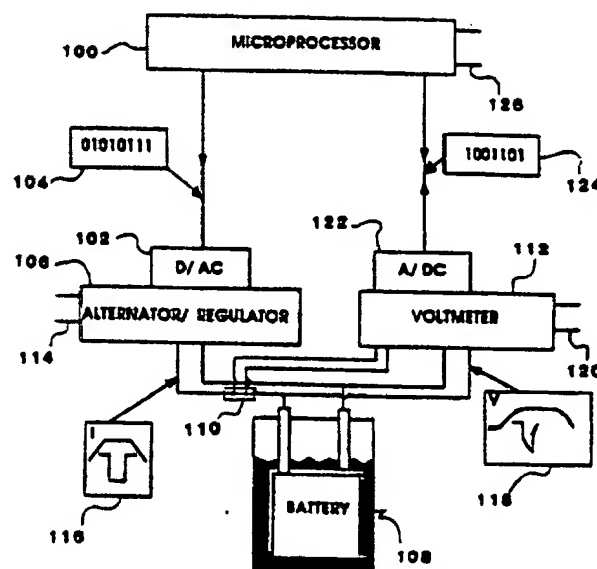 MICROPROCESSOR
100
126
01010111
104
1001101
124
102
D/AC
122
A/DC
106
ALTERNATOR/ REGULATOR
114
112
VOLTMETER
120
110
I
116
V
118
BATTERY
108